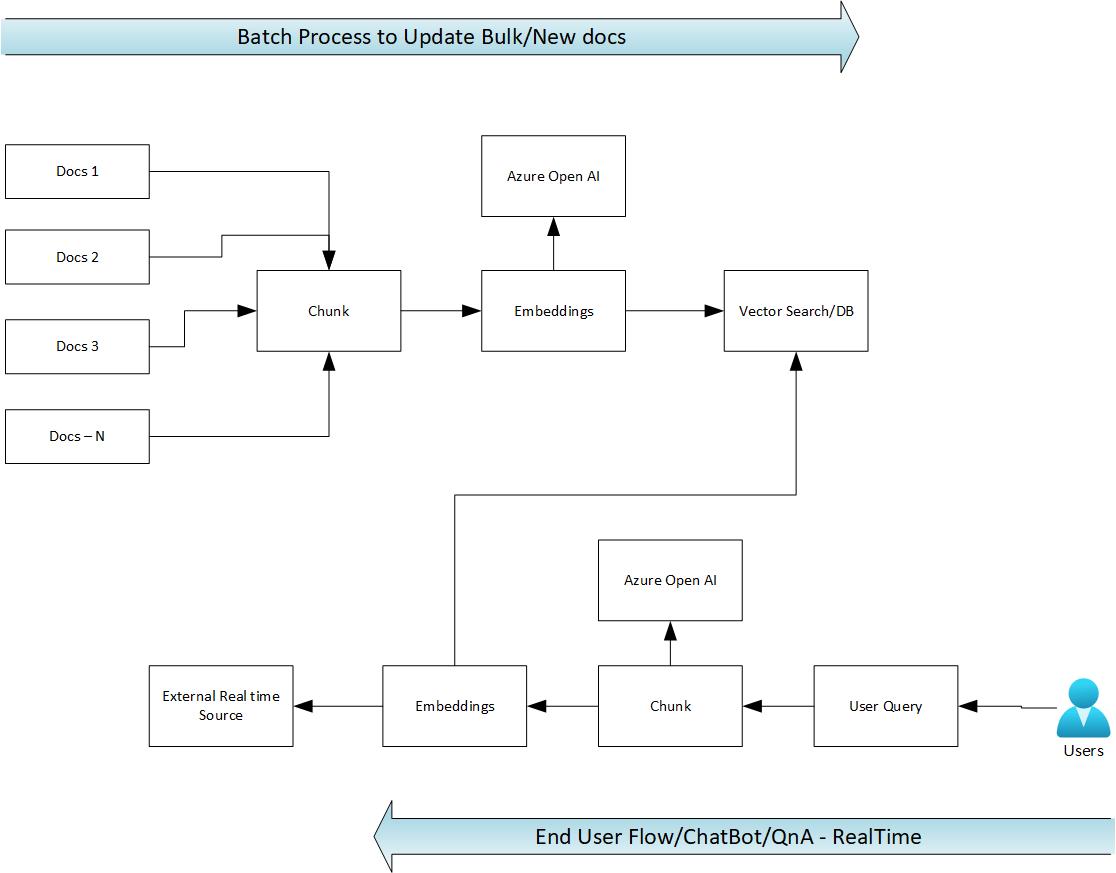 Batch Process to Update Bulk/New docs
Docs 1
Azure Open AI
Docs 2
Docs 3
Chunk
Embeddings
Vector Search/DB
Docs – N
Azure Open AI
External Real time
Source
Embeddings
Chunk
User Query
Users
End User Flow/ChatBot/QnA - RealTime